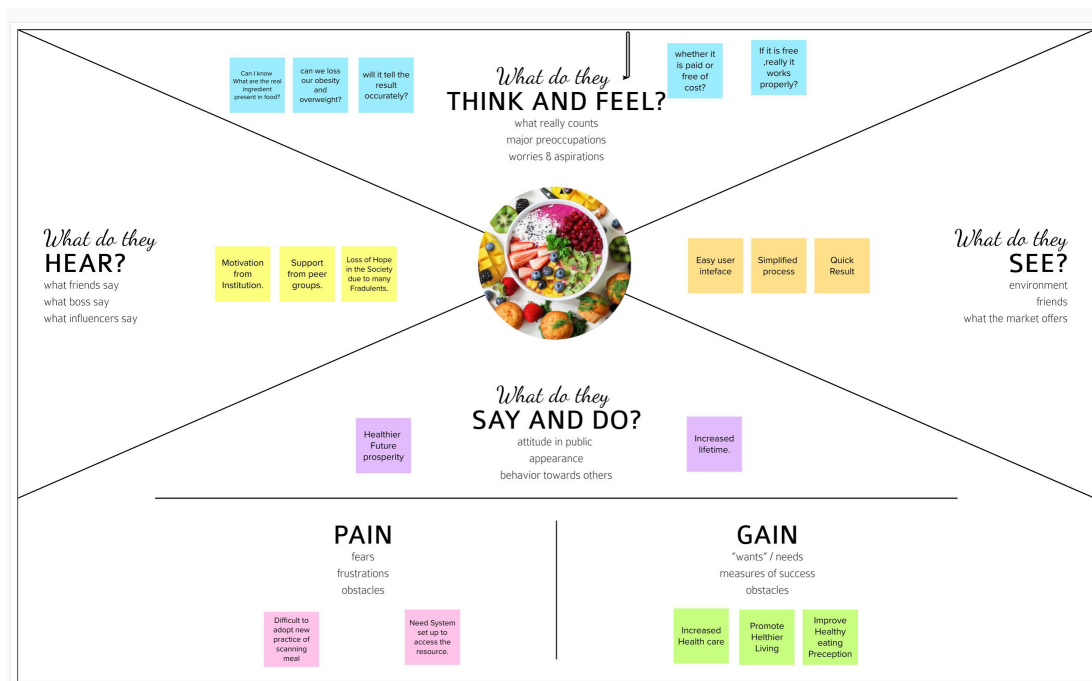 Can I know
What are the real
ingredient
present in food?
can we loss
our obesity
and
overweight?
will it tell the
result
occurately?
What do they
THINK AND FEEL?
what really counts
major preoccupations
worries & aspirations
whether it
is paid or
free of
cost?
If it is free
,really it
works
properly?
What do they
HEAR?
what friends say
what boss say
what influencers say
Motivation
from
Institution.
Support
from peer
groups.
Loss of Hope
in the Society
due to many
Fradulents.
Easy user
inteface
Simplified
process
Quick
Result
What do they
SEE?
environment
friends
what the market offers
What do they
SAY AND DO?
attitude in public
appearance
behavior towards others
Healthier
Future
prosperity
Increased
lifetime.
PAIN
fears
frustrations
obstacles
Difficult to
adopt new
practice of
scanning
meal
Need System
set up to
access the
resource.
GAIN
"wants" / needs
measures of success
obstacles
Increased
Health care
Promote
Helthier
Living
Improve
Healthy
eating
Preception